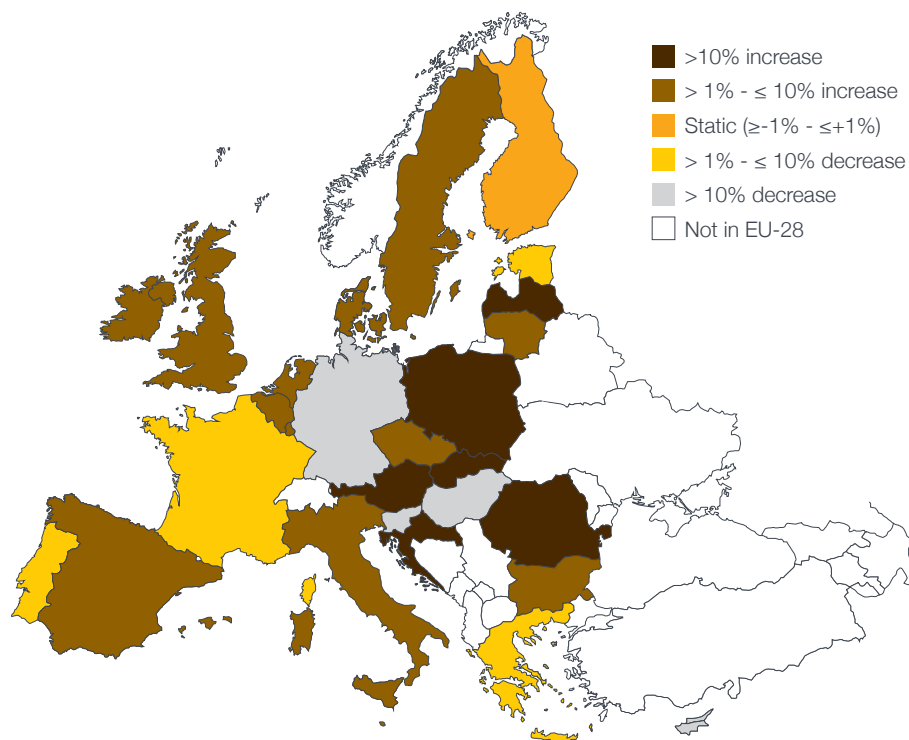 >10% increase
> 1% - ≤ 10% increase
Static (≥-1% - ≤+1%)
> 1% - ≤ 10% decrease
> 10% decrease
Not in EU-28